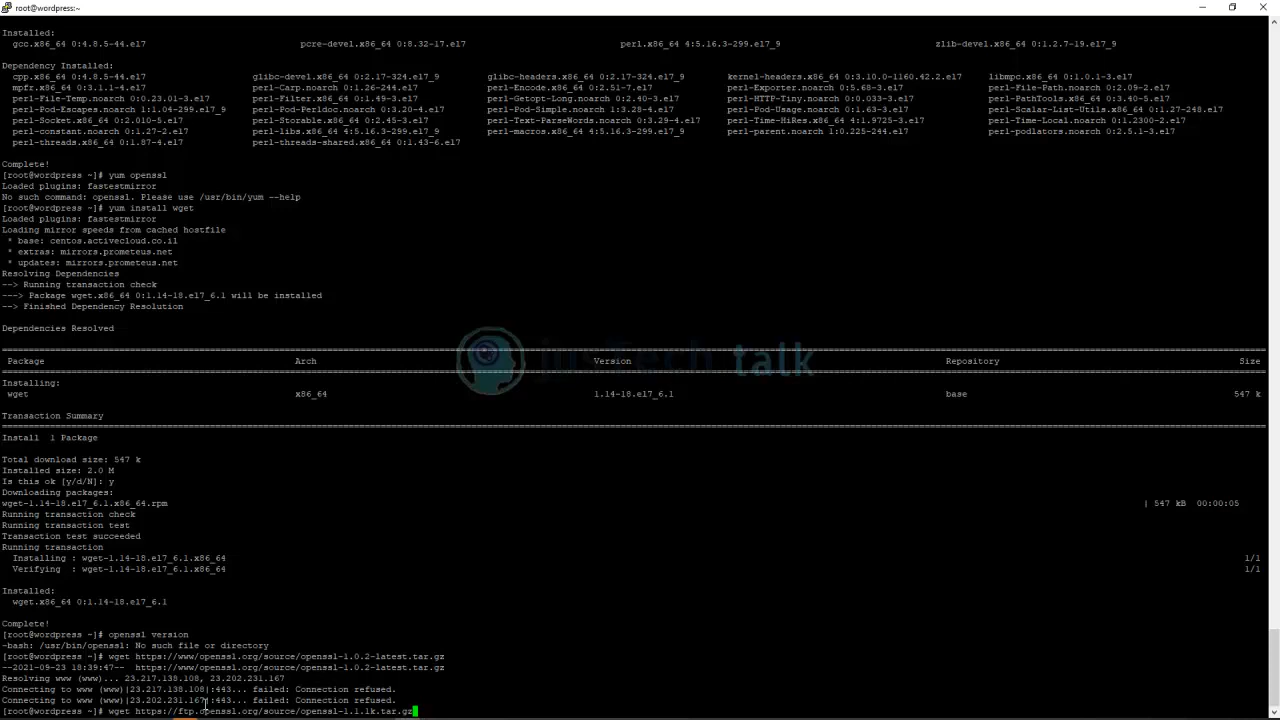 root@wordpress:~
Installed:
gcc.x86_64 0:4.8.5-44.el7 pcre-devel.x86_64 0:8.32-17.el7 perl.x86_64 4:5.16.3-299.el7_9 zlib-devel.x86_64 0:1.2.7-19.el7_9
Dependency Installed:
cpp.x86_64 0:4.8.5-44.el7 glibc-devel.x86_64 0:2.17-324.el7_9 glibc-headers.x86_64 0:2.17-324.el7_9 kernel-headers.x86_64 0:3.10.0-1160.42.2.el7 libmpc.x86_64 0:1.0.1-3.el7
mpfr.x86_64 0:3.1.1-4.el7 perl-Carp.noarch 0:1.26-244.el7 perl-Encode.x86_64 0:2.51-7.el7 perl-Exporter.noarch 0:5.68-3.el7 perl-File-Path.noarch 0:2.09-2.el7
perl-File-Temp.noarch 0:0.23.01-3.el7 perl-Filter.x86_64 0:1.49-3.el7 perl-Getopt-Long.noarch 0:2.40-3.el7 perl-HTTP-Tiny.noarch 0:0.033-3.el7 perl-PathTools.x86_64 0:3.40-5.el7
perl-Pod-Escapes.noarch 1:1.04-299.el7_9 perl-Pod-Perldoc.noarch 0:3.20-4.el7 perl-Pod-Simple.noarch 1:3.28-4.el7 perl-Pod-Usage.noarch 0:1.63-3.el7 perl-Scalar-List-Utils.x86_64 0:1.27-248.el7
perl-Socket.x86_64 0:2.010-5.el7 perl-Storable.x86_64 0:2.45-3.el7 perl-Text-ParseWords.noarch 0:3.29-4.el7 perl-Time-HiRes.x86_64 4:1.9725-3.el7 perl-Time-Local.noarch 0:1.2300-2.el7
perl-constant.noarch 0:1.27-2.el7 perl-libs.x86_64 4:5.16.3-299.el7_9 perl-macros.x86_64 4:5.16.3-299.el7_9 perl-parent.noarch 1:0.225-244.el7 perl-podlators.noarch 0:2.5.1-3.el7
perl-threads.x86_64 0:1.87-4.el7 perl-threads-shared.x86_64 0:1.43-6.el7
Complete!
[root@wordpress ~]# yum openssl
Loaded plugins: fastestmirror
No such command: openssl. Please use /usr/bin/yum --help
[root@wordpress ~]# yum install wget
Loaded plugins: fastestmirror
Loading mirror speeds from cached hostfile
* base: centos.activecloud.co.il
* extras: mirrors.prometeus.net
* updates: mirrors.prometeus.net
Resolving Dependencies
--> Running transaction check
---> Package wget.x86_64 0:1.14-18.el7_6.1 will be installed
--> Finished Dependency Resolution
Dependencies Resolved
Package Arch Version Repository Size
talk
Installing:
wget x86_64 1.14-18.el7_6.1 base 547 k
Transaction Summary
Install 1 Package
Total download size: 547 k
Installed size: 2.0 M
Is this ok [y/d/N]: y
Downloading packages:
wget-1.14-18.el7_6.1.x86_64.rpm | 547 kB 00:00:05
Running transaction check
Running transaction test
Transaction test succeeded
Running transaction
Installing : wget-1.14-18.el7_6.1.x86_64 1/1
Verifying : wget-1.14-18.el7_6.1.x86_64 1/1
Installed:
wget.x86_64 0:1.14-18.el7_6.1
Complete!
[root@wordpress ~]# openssl version
-bash: /usr/bin/openssl: No such file or directory
[root@wordpress ~]# wget https://www/openssl.org/source/openssl-1.0.2-latest.tar.gz
--2021-09-23 18:39:47-- https://www/openssl.org/source/openssl-1.0.2-latest.tar.gz
Resolving www (www)... 23.217.138.108, 23.202.231.167
Connecting to www (www)|23.217.138.108|:443... failed: Connection refused.
Connecting to www (www)|23.202.231.167|:443... failed: Connection refused.
[root@wordpress ~]# wget https://ftp.openssl.org/source/openssl-1.1.1k.tar.gz